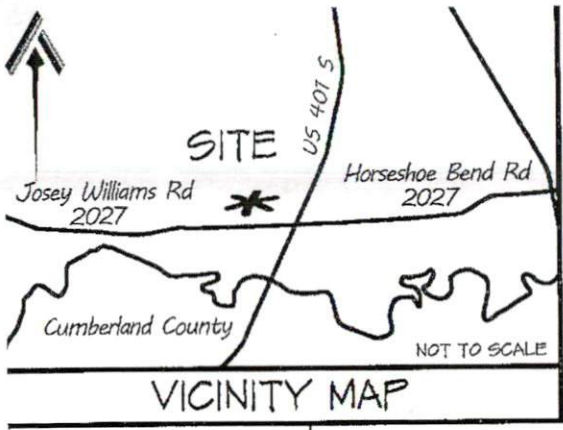 US 401 S
SITE
Josey Williams Rd
2027
Horseshoe Bend Rd
2027
Cumberland County
NOT TO SCALE
VICINITY MAP